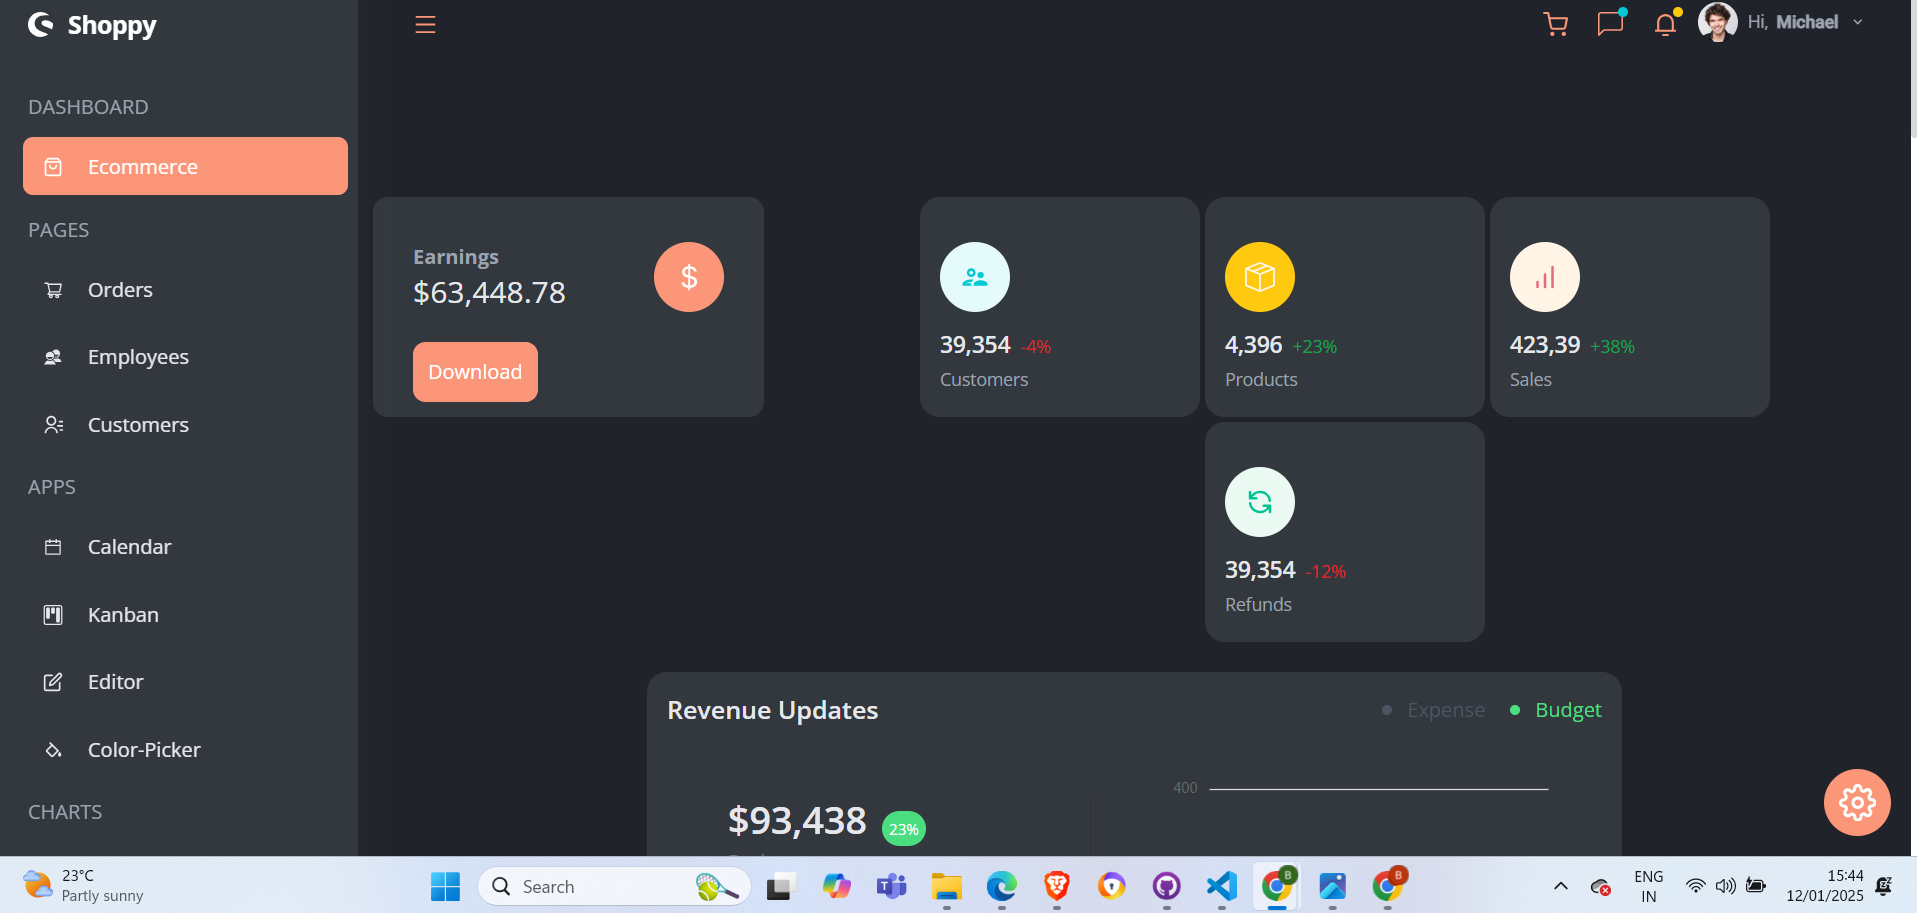 Shoppy
Hi, Michael
DASHBOARD
Ecommerce
PAGES
Orders
Employees
Customers
APPS
Calendar
Kanban
Editor
Color-Picker
CHARTS
Earnings
$63,448.78
$
Download
39,354 -4%
Customers
4,396 +23%
Products
423,39 +38%
Sales
39,354 -12%
Refunds
Revenue Updates
Expense
Budget
400
$93,438 23%
23°C
Partly sunny
Search
T
B
B
ENG
IN
15:44
12/01/2025